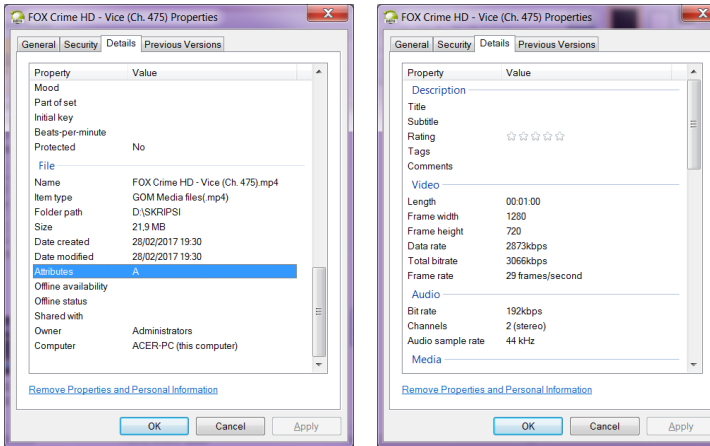 FOX Crime HD - Vice (Ch. 475) Properties
X
General Security Details Previous Versions
Property Value
Mood
Part of set
Initial key
Beats-per-minute
Protected No
File
Name FOX Crime HD - Vice (Ch. 475).mp4
Item type GOM Media files(.mp4)
Folder path D:\SKRIPSI
Size 21,9 MB
Date created 28/02/2017 19:30
Date modified 28/02/2017 19:30
Attributes A
Offline availability
Offline status
Shared with
Owner Administrators
Computer ACER-PC (this computer)
Remove Properties and Personal Information
OK Cancel Apply
FOX Crime HD - Vice (Ch. 475) Properties
X
General Security Details Previous Versions
Property Value
Description
Title
Subtitle
Rating
Tags
Comments
Video
Length 00:01:00
Frame width 1280
Frame height 720
Data rate 2873kbps
Total bitrate 3066kbps
Frame rate 29 frames/second
Audio
Bit rate 192kbps
Channels 2 (stereo)
Audio sample rate 44 kHz
Media
Remove Properties and Personal Information
OK Cancel Apply